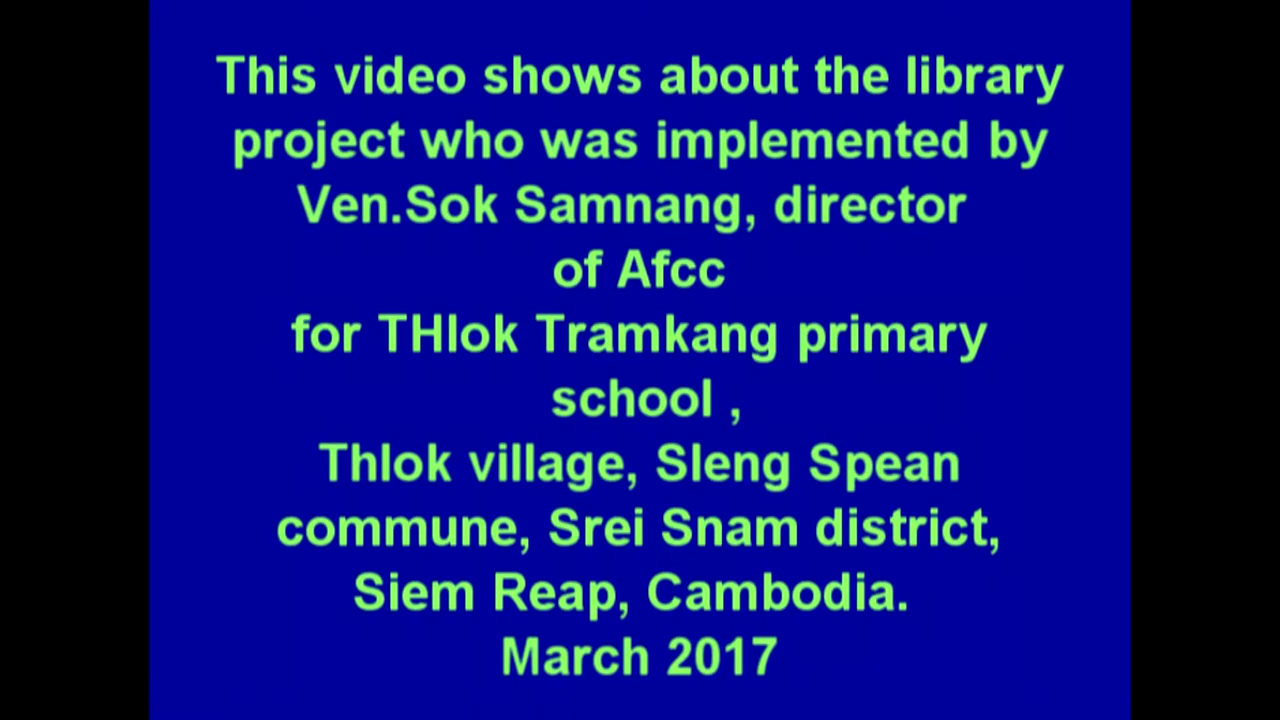 This video shows about the library
project who was implemented by
Ven.Sok Samnang, director
of Afcc
for THlok Tramkang primary
school ,
Thlok village, Sleng Spean
commune, Srei Snam district,
Siem Reap, Cambodia.
March 2017